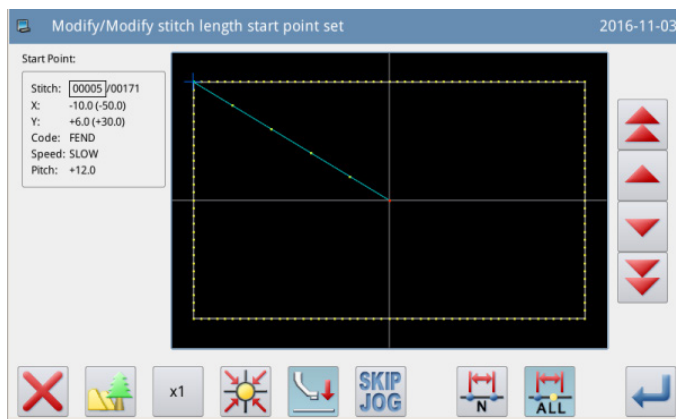 Modify/Modify stitch length start point set 2016-11-03
Start Point:
Stitch: 00005/00171
X: -10.0 (-50.0)
Y: +6.0 (+30.0)
Code: FEND
Speed: SLOW
Pitch: +12.0
x1
SKIP
JOG
N
ALL